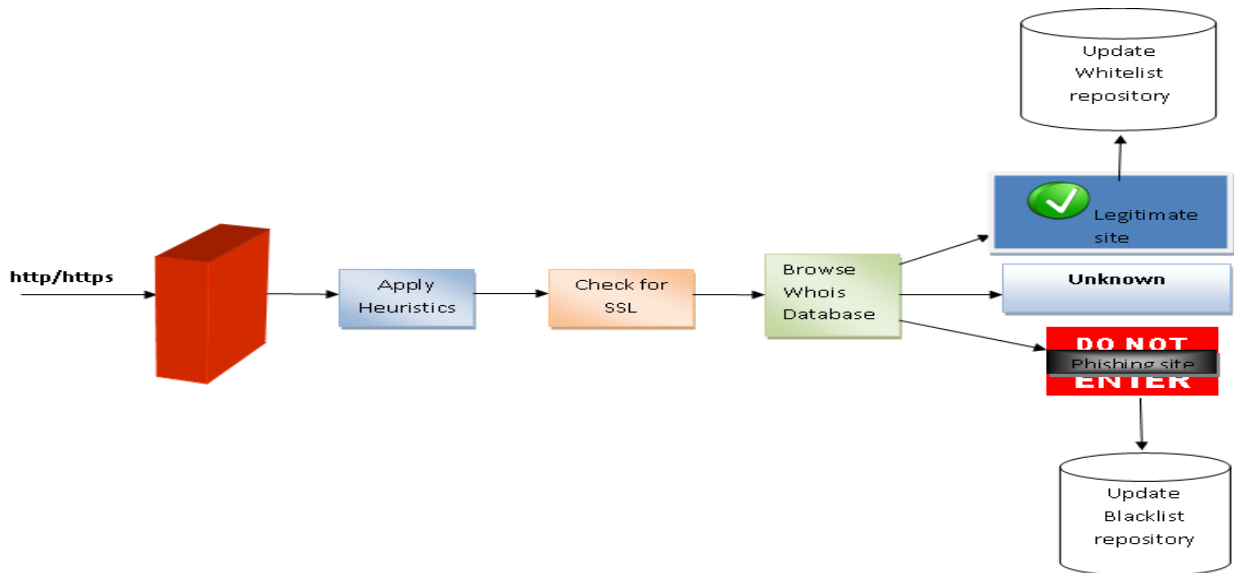 http/https
Apply
Heuristics
Check for
SSL
Browse
Whois
Database
Update
Whitelist
repository
Legitimate
site
Unknown
DO NOT
Phishing site
ENTER
Update
Blacklist
repository